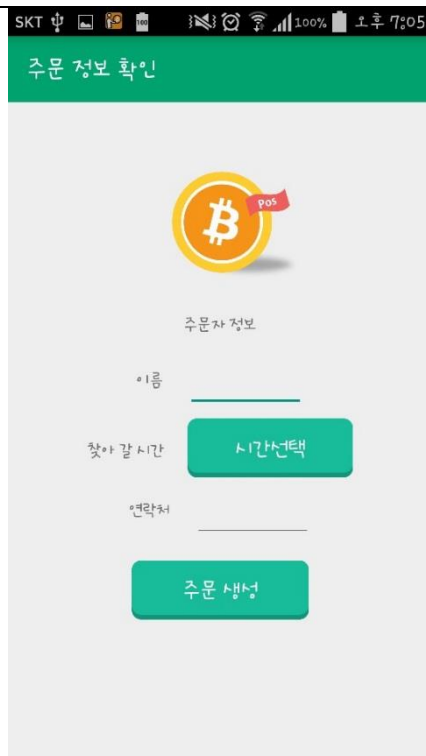 SKT 100 100% 오후 7:05
주문 정보 확인
POS
주문자 정보
이름
찾아 갈 시간 시간선택
연락처
주문 생성